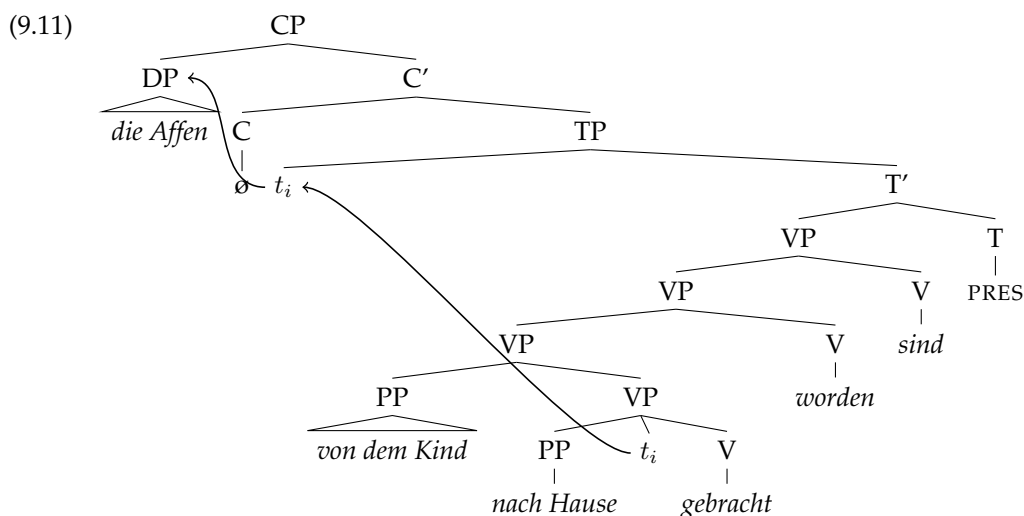 (9.11) CP
DP C′
die Affen C TP
ø t_i T′
VP T
VP V PRES
VP V sind
PP VP worden
von dem Kind PP t_i V
nach Hause gebracht